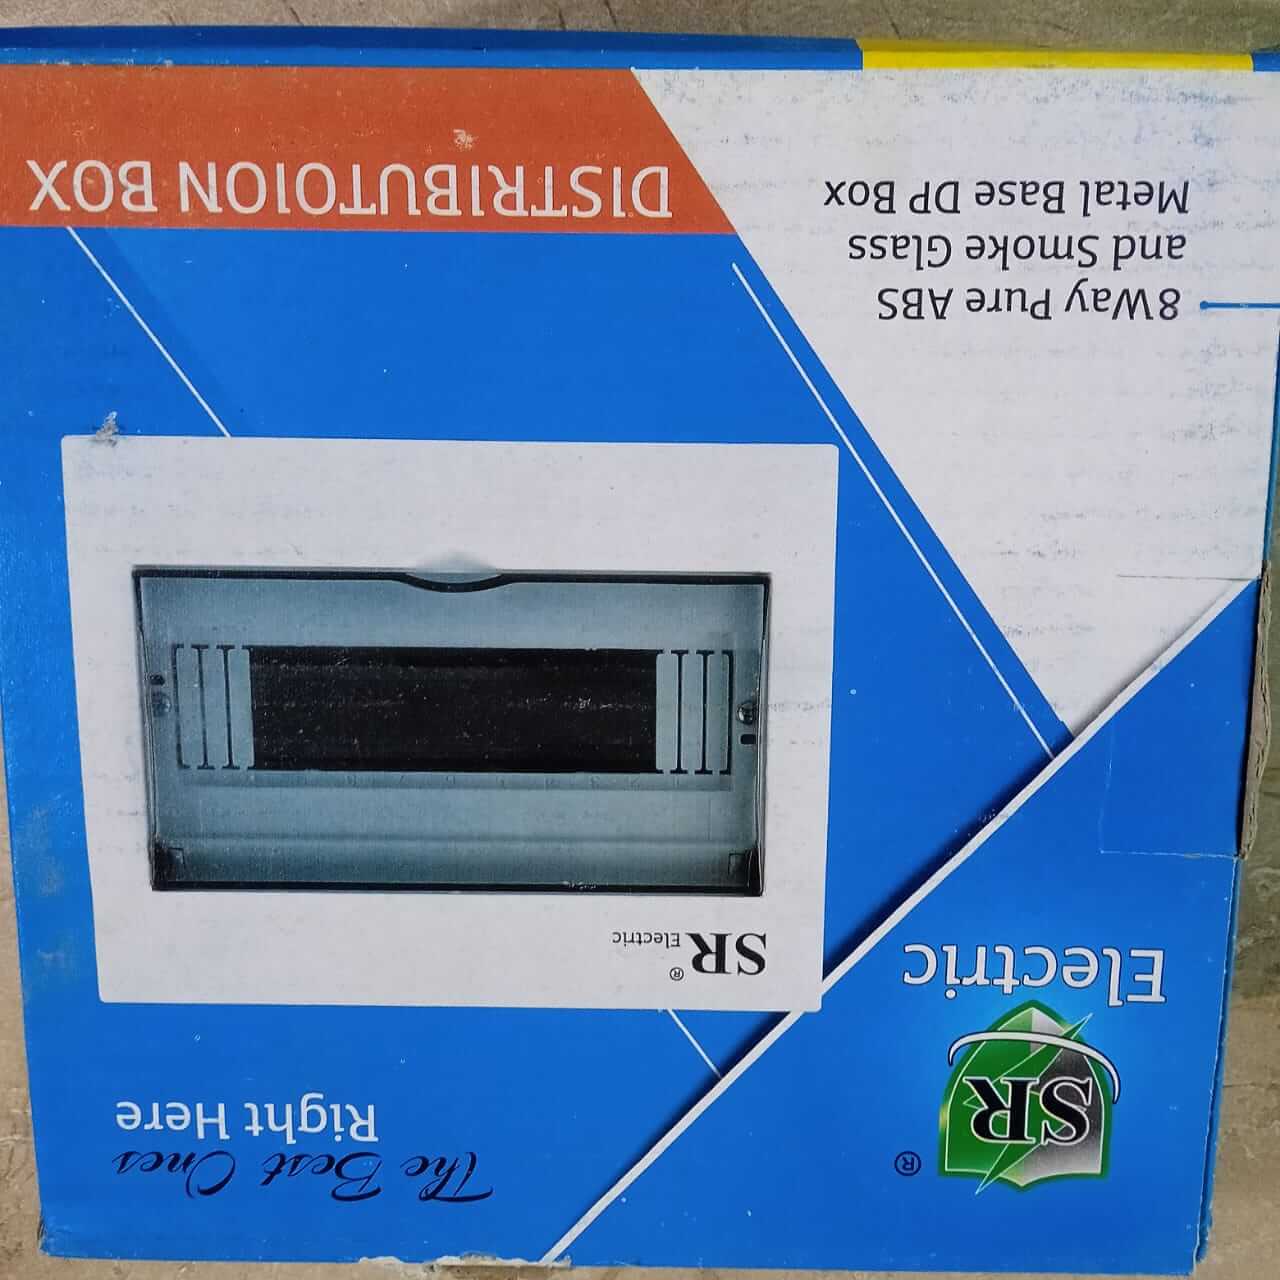 ®
SR
Electric
The Best Ones
Right Here
SR® Electric
8Way Pure ABS
and Smoke Glass
Metal Base DP Box
DISTRIBUTOION BOX